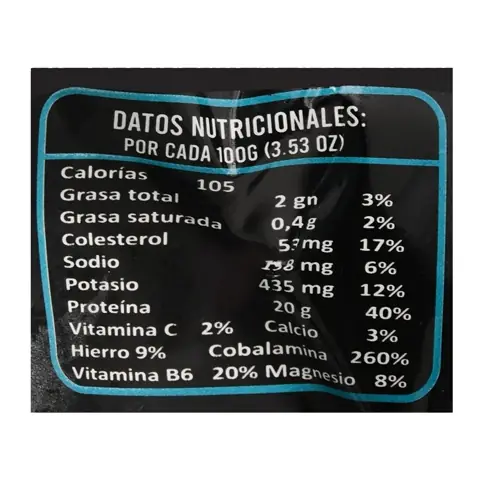 DATOS NUTRICIONALES:
POR CADA 100G (3.53 OZ)
Calorías 105
Grasa total 2 gn 3%
Grasa saturada 0,4g 2%
Colesterol mg 17%
Sodio mg 6%
Potasio 435 mg 12%
Proteína 20 g 40%
Vitamina C 2% Calcio 3%
Hierro 9% Cobalamina 260%
Vitamina B6 20% Magnesio 8%